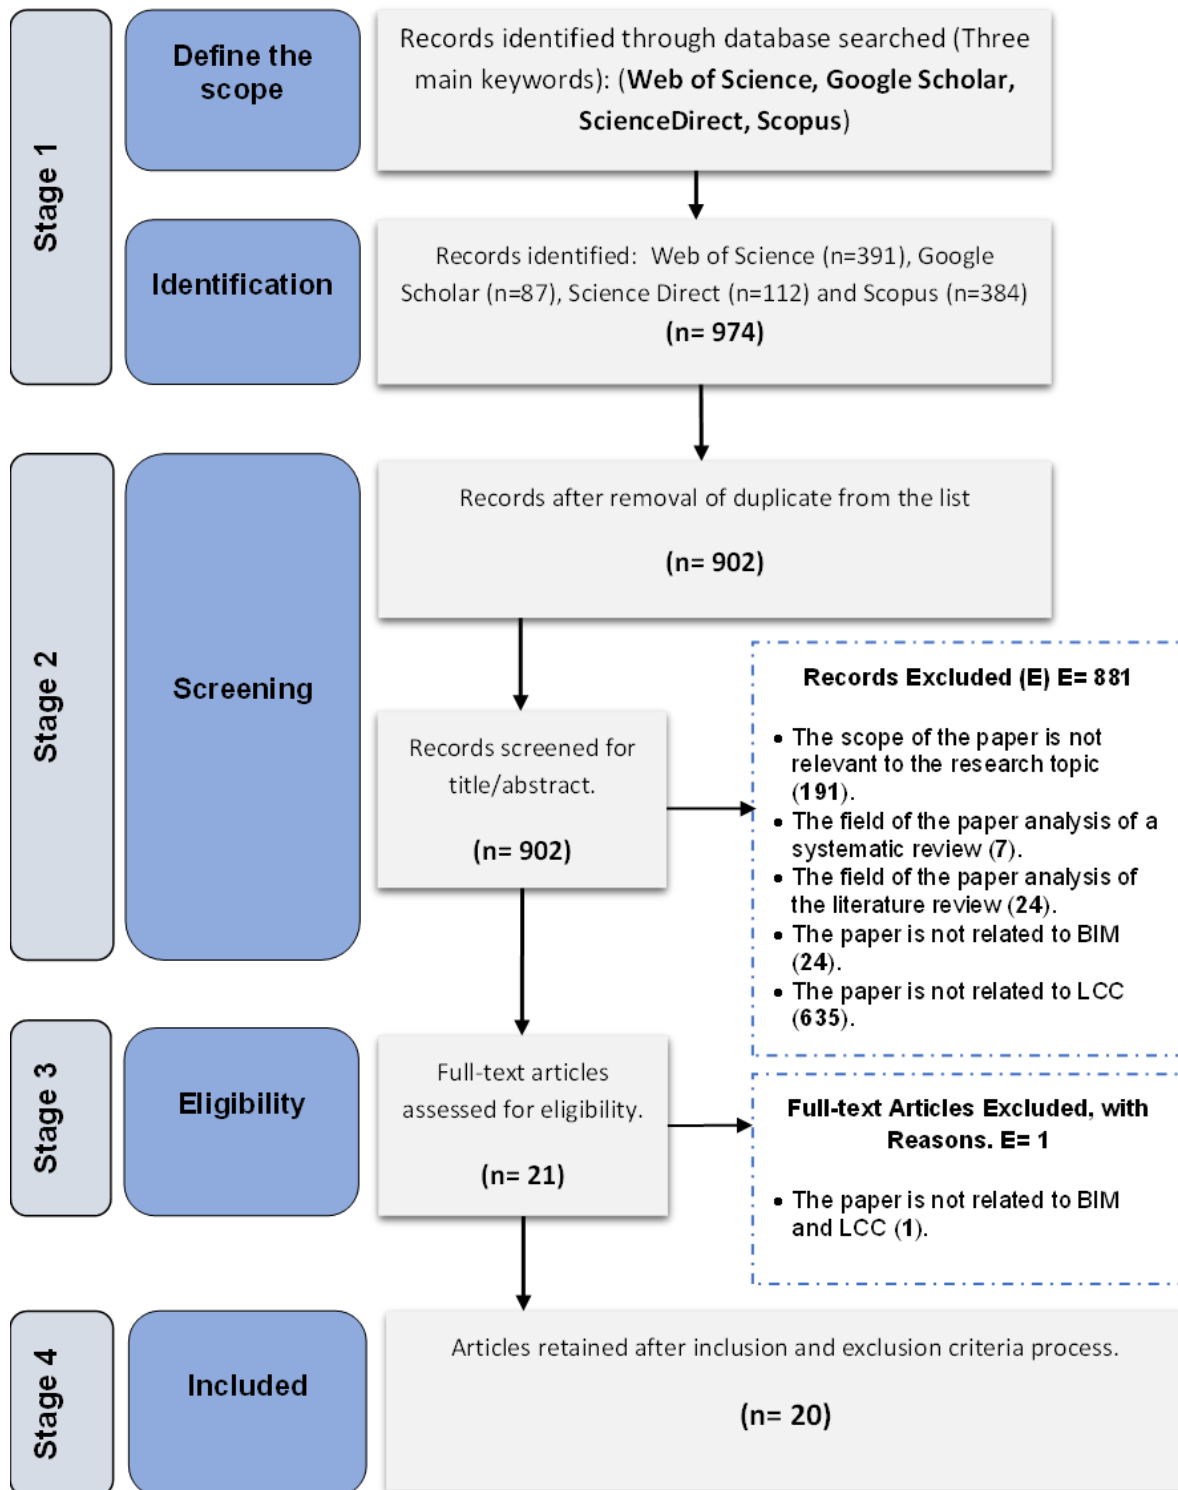 Stage 1
Define the
scope
Records identified through database searched (Three
main keywords): (Web of Science, Google Scholar,
ScienceDirect, Scopus)
Identification
Records identified:  Web of Science (n=391), Google
Scholar (n=87), Science Direct (n=112) and Scopus (n=384)
(n= 974)
Stage 2
Screening
Records after removal of duplicate from the list
(n= 902)
Records screened for
title/abstract.
(n= 902)
Records Excluded (E) E= 881
• The scope of the paper is not
relevant to the research topic
(191).
• The field of the paper analysis of a
systematic review (7).
• The field of the paper analysis of
the literature review (24).
• The paper is not related to BIM
(24).
• The paper is not related to LCC
(635).
Stage 3
Eligibility
Full-text articles
assessed for eligibility.
(n= 21)
Full-text Articles Excluded, with
Reasons. E= 1
• The paper is not related to BIM
and LCC (1).
Stage 4
Included
Articles retained after inclusion and exclusion criteria process.
(n= 20)